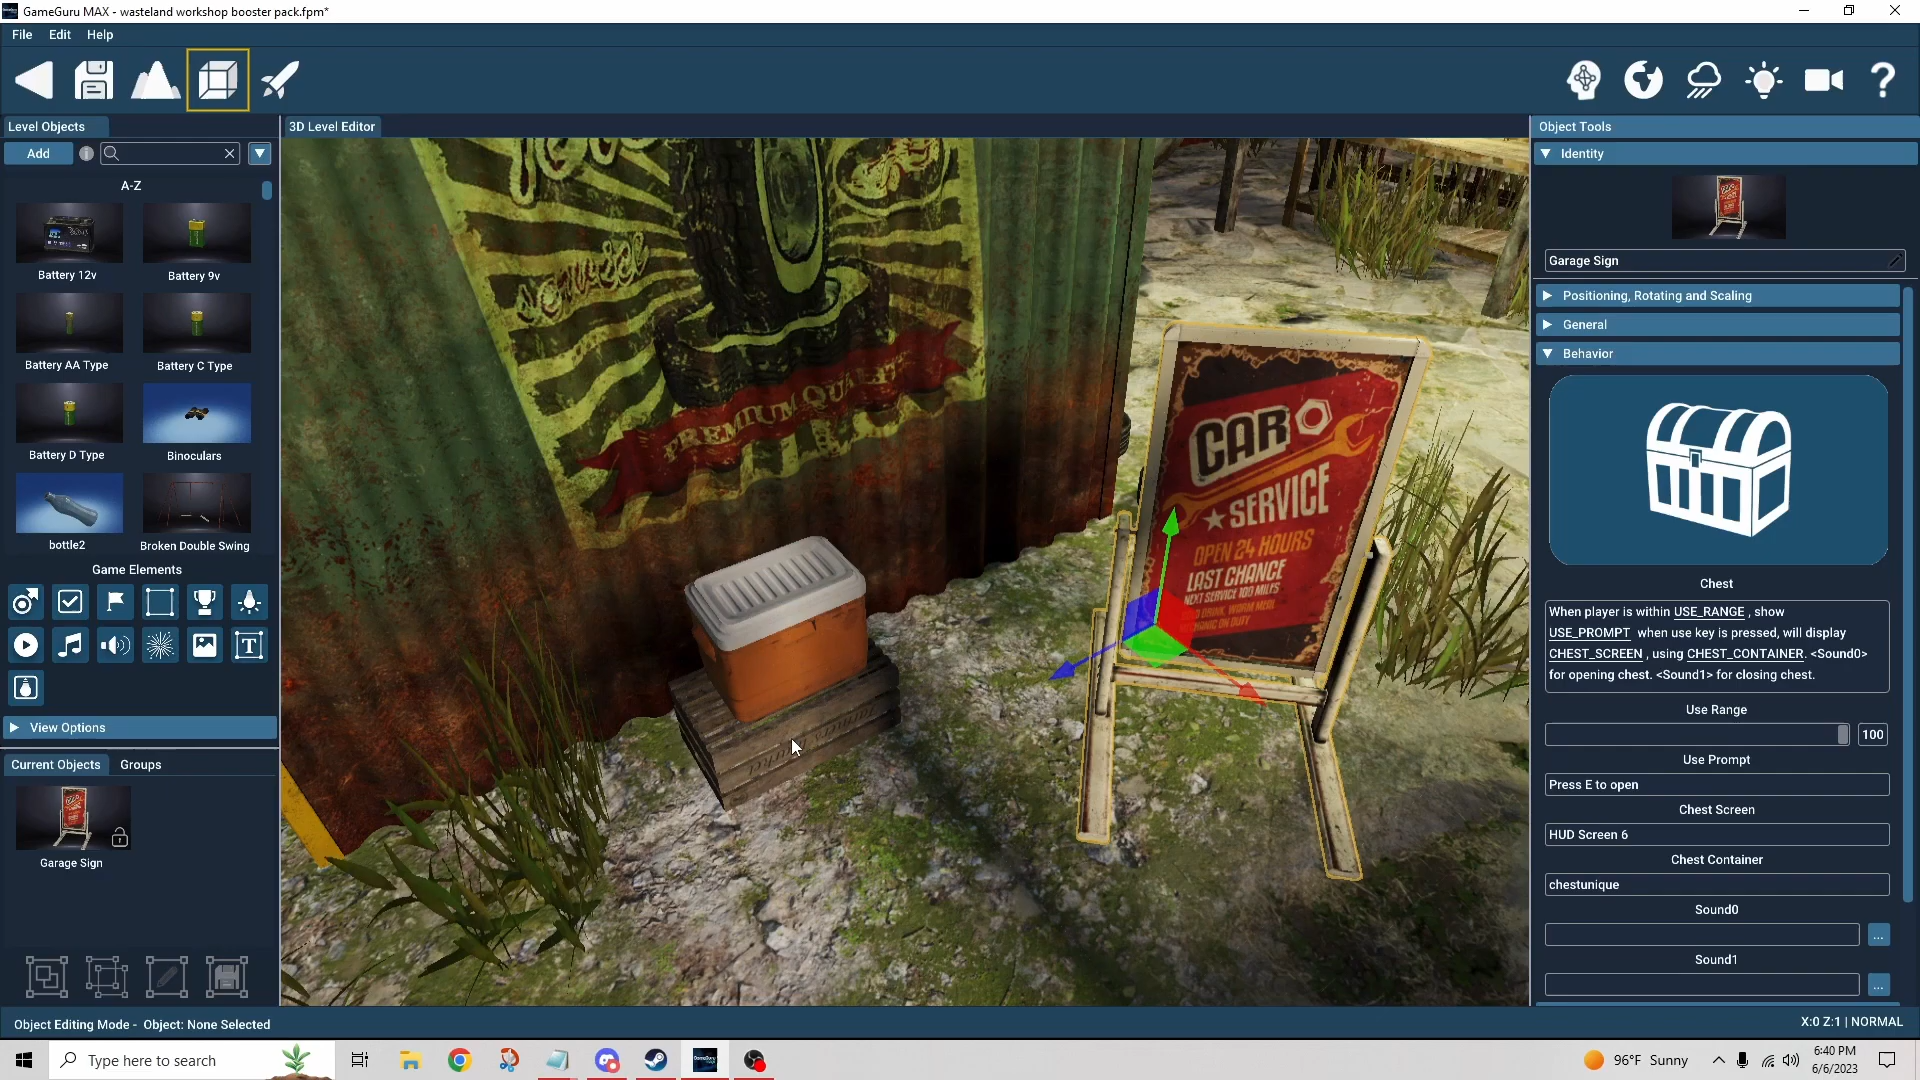 GameGuru MAX - wasteland workshop booster pack.fpm*
File Edit Help
Level Objects
3D Level Editor
Object Tools
Add
Identity
A-Z
Battery 12v
Battery 9v
Battery AA Type
Battery C Type
Battery D Type
Binoculars
bottle2
Broken Double Swing
Game Elements
View Options
Current Objects
Groups
Garage Sign
PREMIUM QUALITY
CAR
SERVICE
OPEN 24 HOURS
LAST CHANCE
NEXT SERVICE 100 MILES
Garage Sign
Positioning, Rotating and Scaling
General
Behavior
Chest
When player is within USE_RANGE , show
USE_PROMPT when use key is pressed, will display
CHEST_SCREEN , using CHEST_CONTAINER. <Sound0>
for opening chest. <Sound1> for closing chest.
Use Range
100
Use Prompt
Press E to open
Chest Screen
HUD Screen 6
Chest Container
chestunique
Sound0
...
Sound1
...
Object Editing Mode - Object: None Selected
X:0 Z:1 | NORMAL
Type here to search
96°F Sunny
6:40 PM
6/6/2023